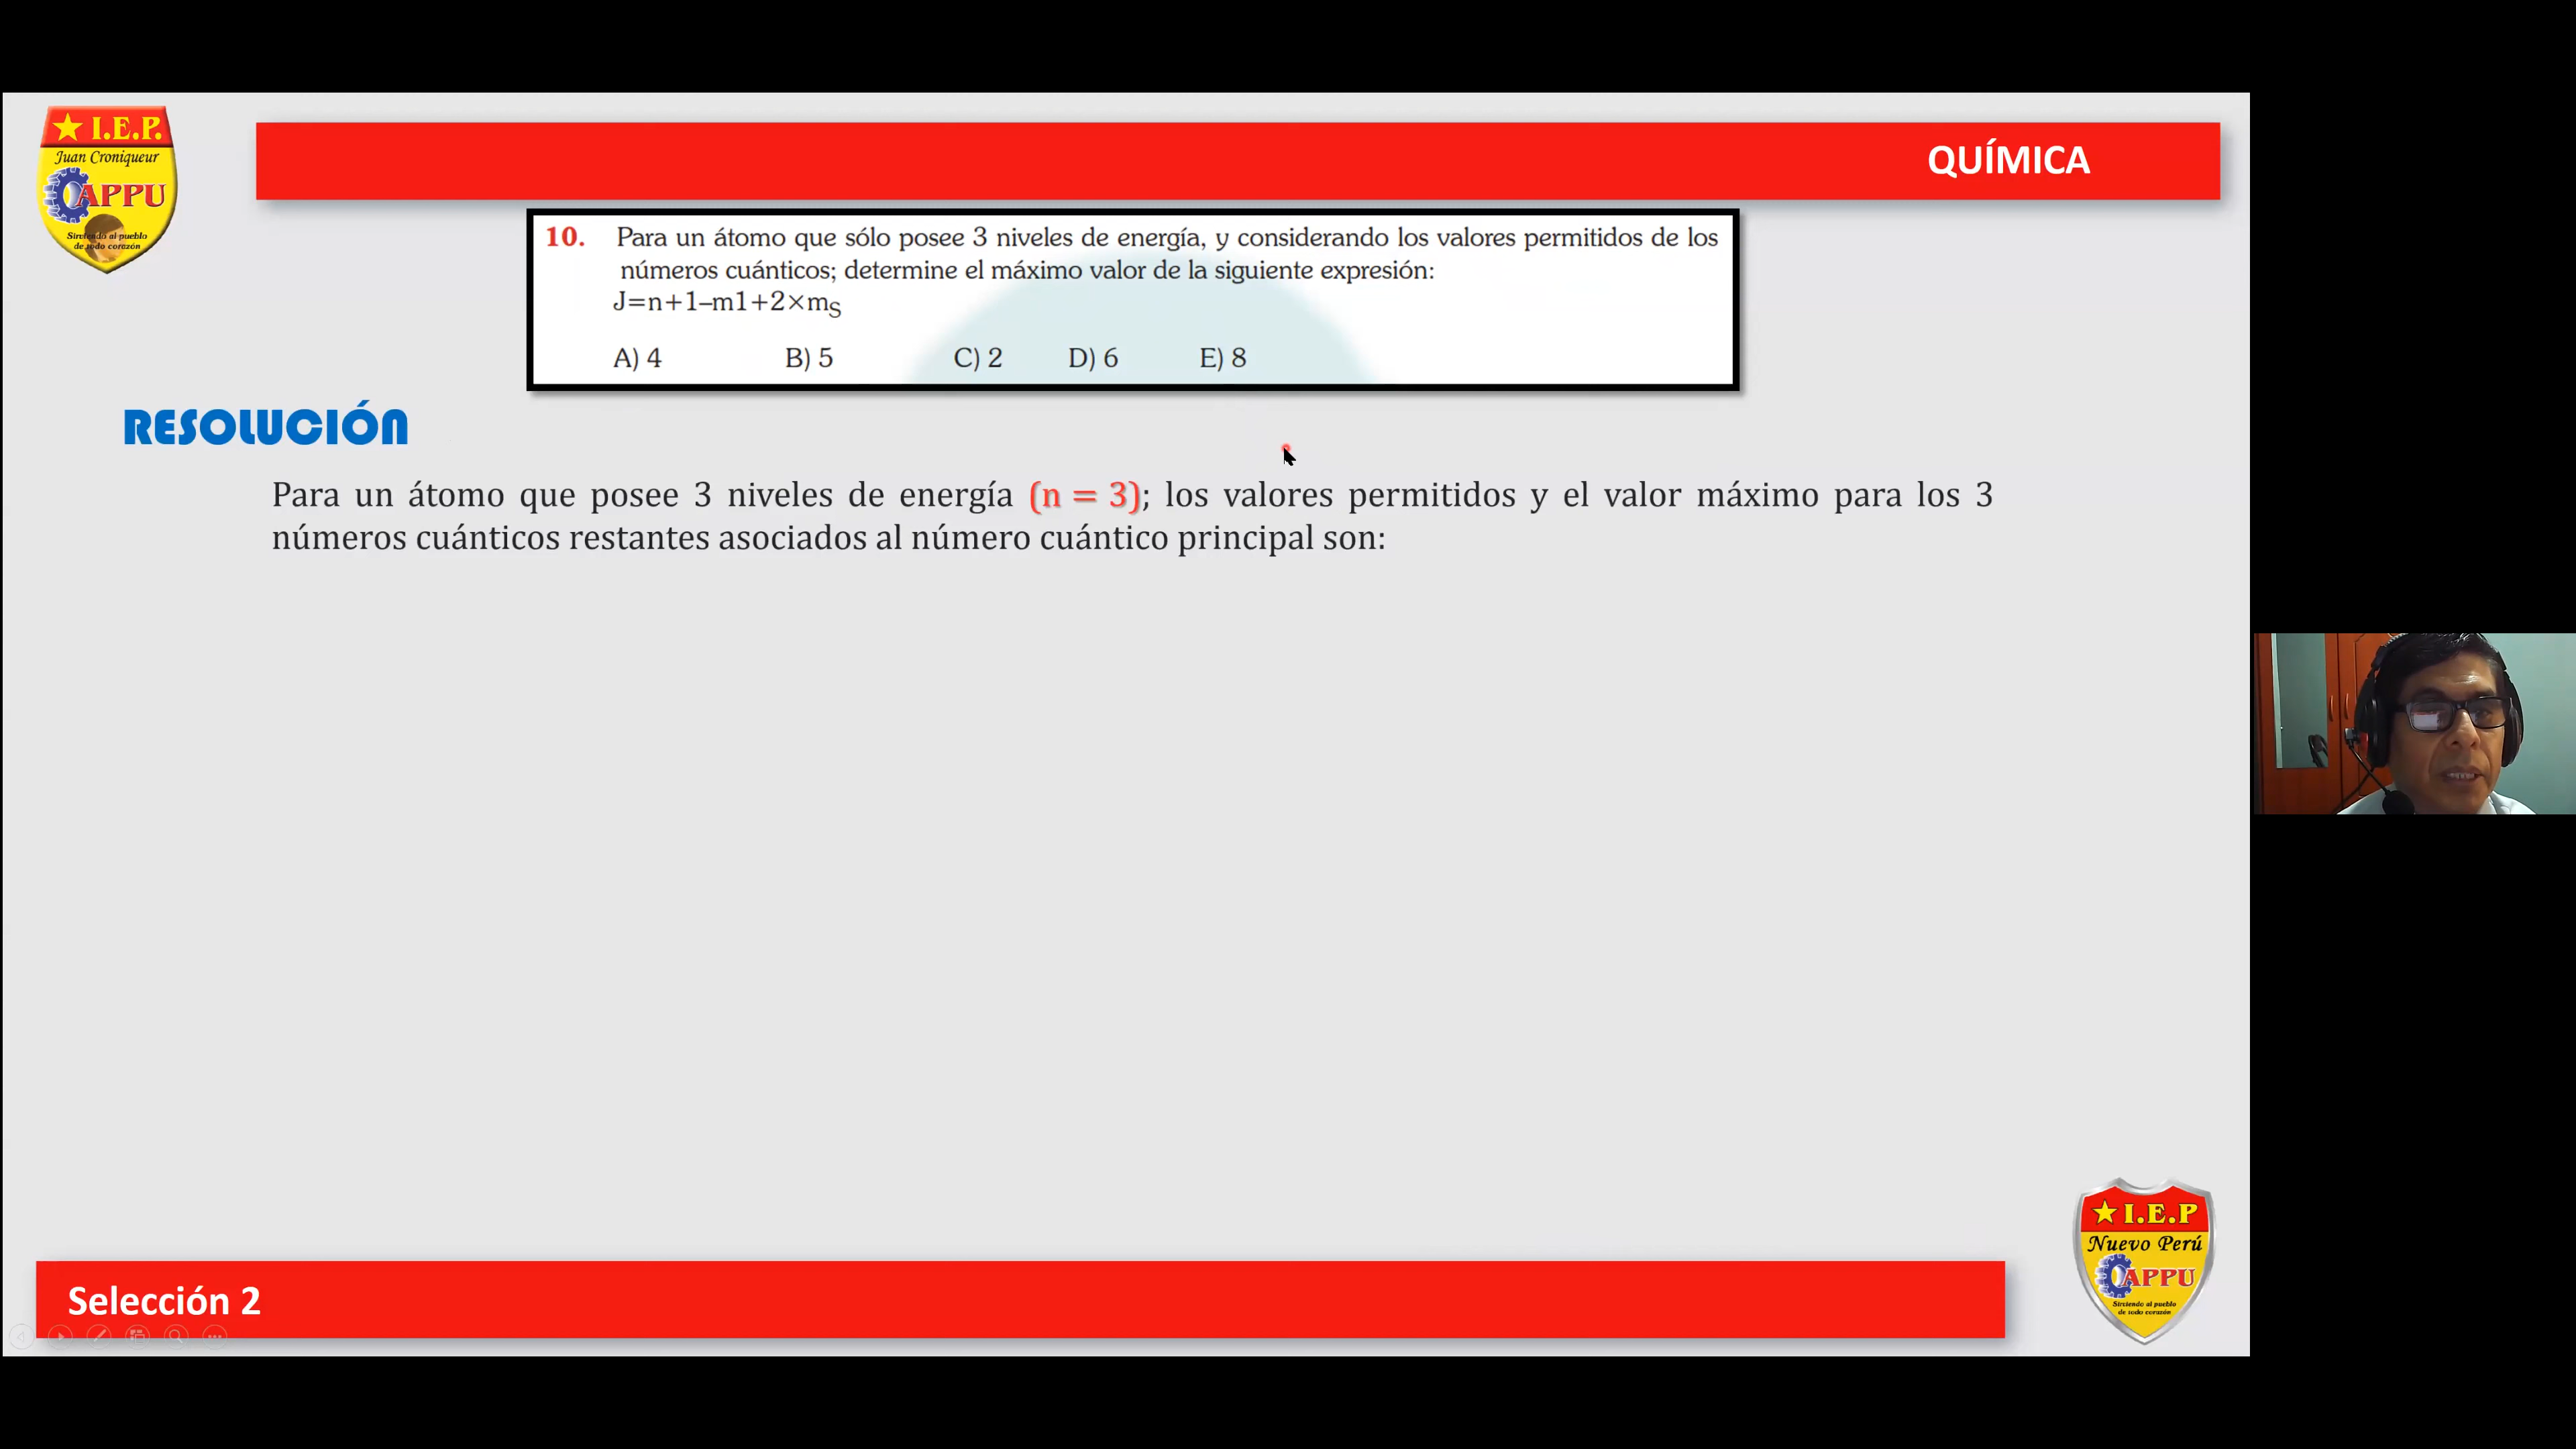 ★ I.E.P.
Juan Croniqueur
APPU
Sirviendo al pueblo
de todo corazón
QUÍMICA
10. Para un átomo que sólo posee 3 niveles de energía, y considerando los valores permitidos de los
números cuánticos; determine el máximo valor de la siguiente expresión:
J=n+1–m1+2×mS
A) 4 B) 5 C) 2 D) 6 E) 8
RESOLUCIÓN
Para un átomo que posee 3 niveles de energía (n = 3); los valores permitidos y el valor máximo para los 3
números cuánticos restantes asociados al número cuántico principal son:
★ I.E.P
Nuevo Perú
APPU
Sirviendo al pueblo
de todo corazón
Selección 2